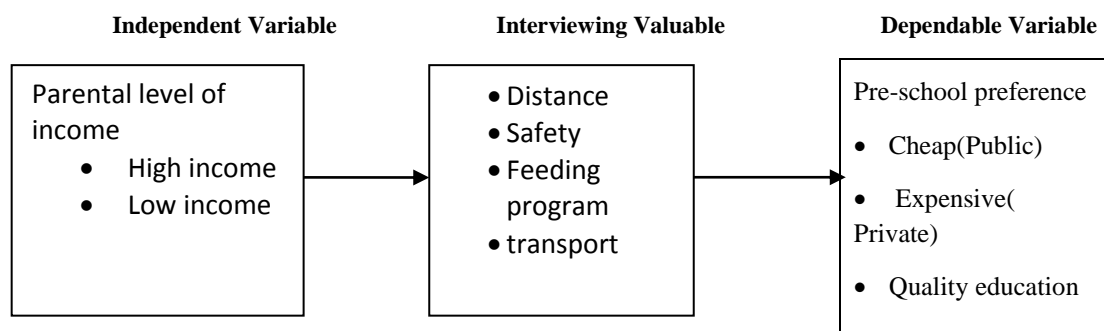 Independent Variable
Interviewing Valuable
Dependable Variable
Parental level of
income
• High income
• Low income
• Distance
• Safety
• Feeding
program
• transport
Pre-school preference
• Cheap(Public)
• Expensive(
Private)
• Quality education